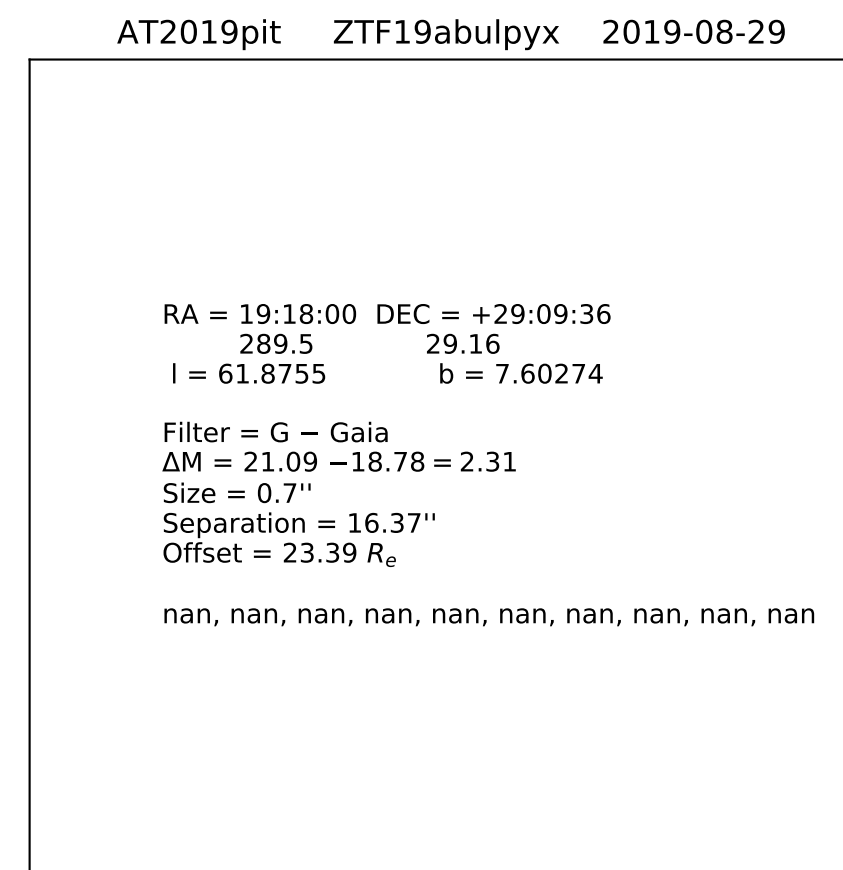 AT2019pit ZTF19abulpyx 2019-08-29
RA = 19:18:00 DEC = +29:09:36
289.5 29.16
l = 61.8755 b = 7.60274
Filter = G − Gaia
ΔM = 21.09 −18.78 = 2.31
Size = 0.7''
Separation = 16.37''
Offset = 23.39 Re
nan, nan, nan, nan, nan, nan, nan, nan, nan, nan